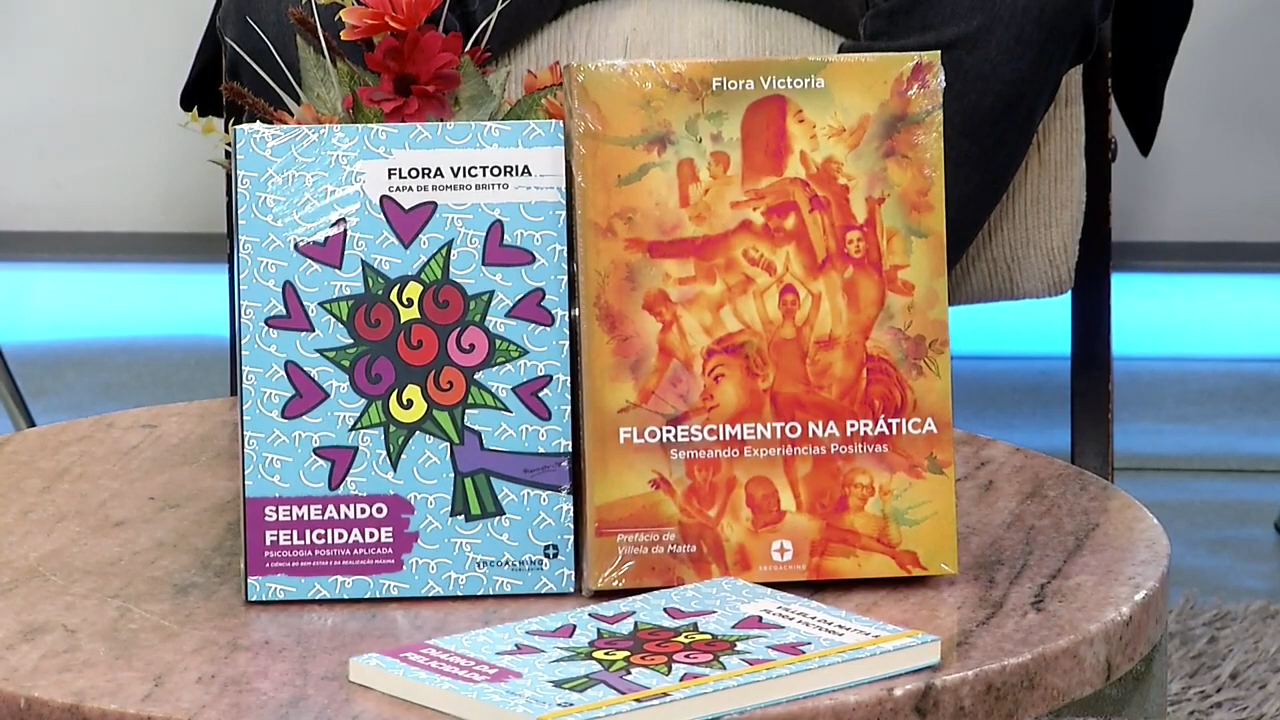 FLORA VICTORIA
CAPA DE ROMERO BRITTO
SEMEANDO
FELICIDADE
PSICOLOGIA POSITIVA APLICADA
A CIÊNCIA DO BEM-ESTAR E DA REALIZAÇÃO MÁXIMA
SBCOACHING
PUBLISHING
Flora Victoria
FLORESCIMENTO NA PRÁTICA
Semeando Experiências Positivas
Prefácio de
Villela da Matta
SBCOACHING
VILLELA DA MATTA &
FLORA VICTORIA
DIÁRIO DA
FELICIDADE